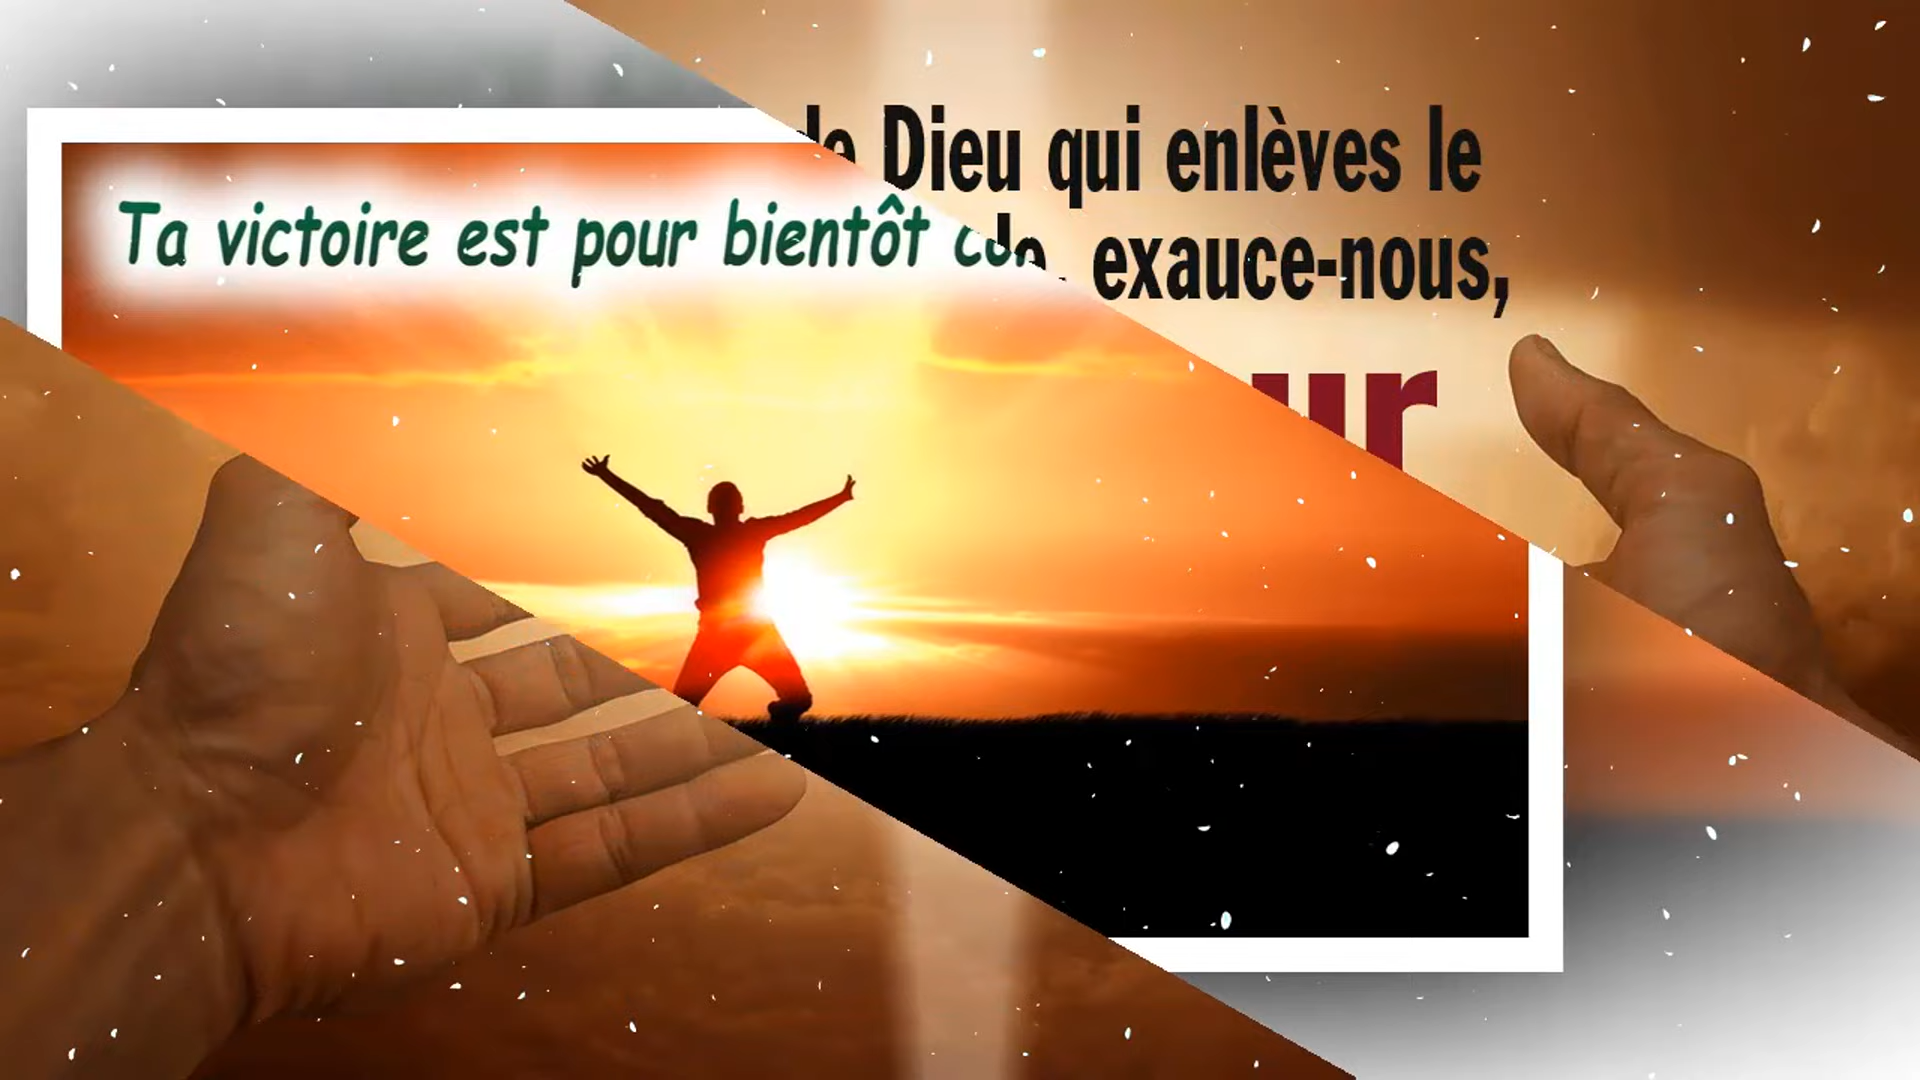 Dieu qui enlèves le
Ta victoire est pour bientôt
exauce-nous,